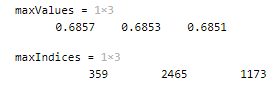 maxValues = 1×3
0.6857 0.6853 0.6851
maxIndices = 1×3
359 2465 1173